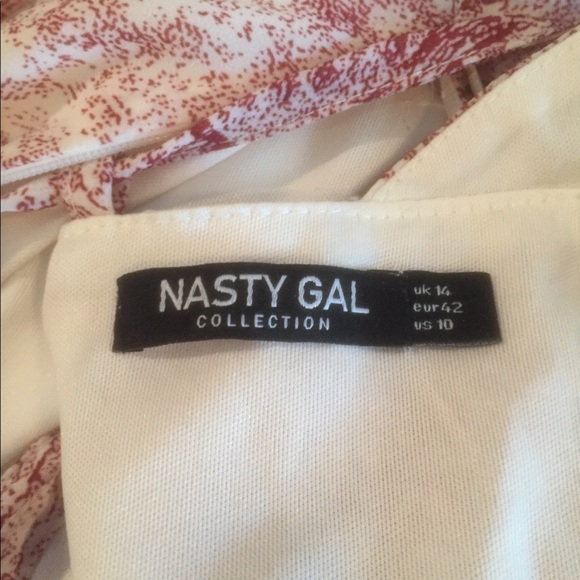 NASTY GAL
COLLECTION
uk 14
eur 42
us 10